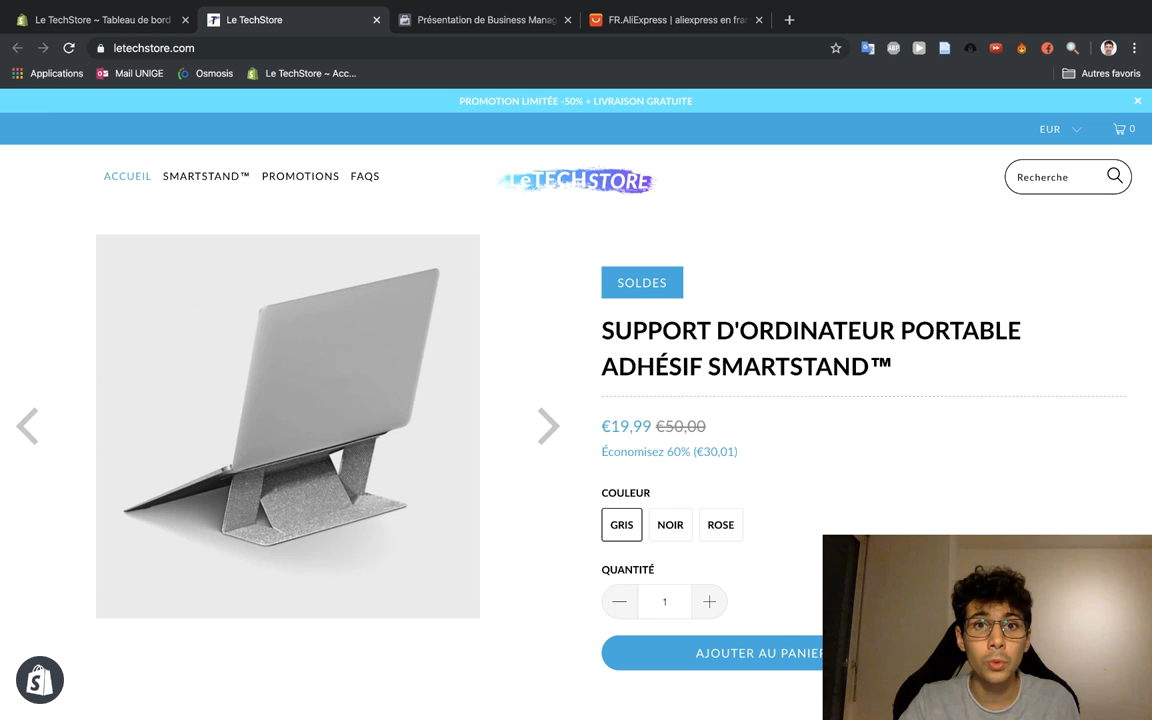 Le TechStore ~ Tableau de bord
Le TechStore
Présentation de Business Manag
FR.AliExpress | aliexpress en fran
letechstore.com
ABP
Applications
Mail UNIGE
Osmosis
Le TechStore ~ Acc...
Autres favoris
PROMOTION LIMITÉE -50% + LIVRAISON GRATUITE
EUR
0
ACCUEIL
SMARTSTAND™
PROMOTIONS
FAQS
LeTECHSTORE
Recherche
SOLDES
SUPPORT D'ORDINATEUR PORTABLE
ADHÉSIF SMARTSTAND™
€19,99 €50,00
Économisez 60% (€30,01)
COULEUR
GRIS
NOIR
ROSE
QUANTITÉ
1
AJOUTER AU PANIER